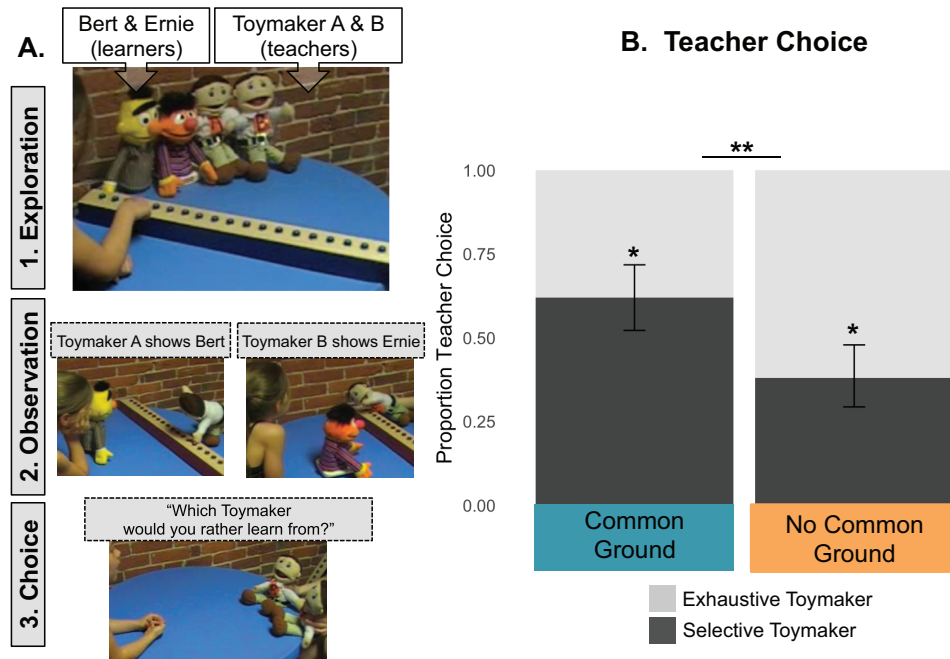 A.
Bert & Ernie
(learners)
Toymaker A & B
(teachers)
1. Exploration
2. Observation
Toymaker A shows Bert
Toymaker B shows Ernie
3. Choice
“Which Toymaker
would you rather learn from?”
B. Teacher Choice
**
Proportion Teacher Choice
1.00
0.75
0.50
0.25
0.00
*
*
Common
Ground
No Common
Ground
Exhaustive Toymaker
Selective Toymaker